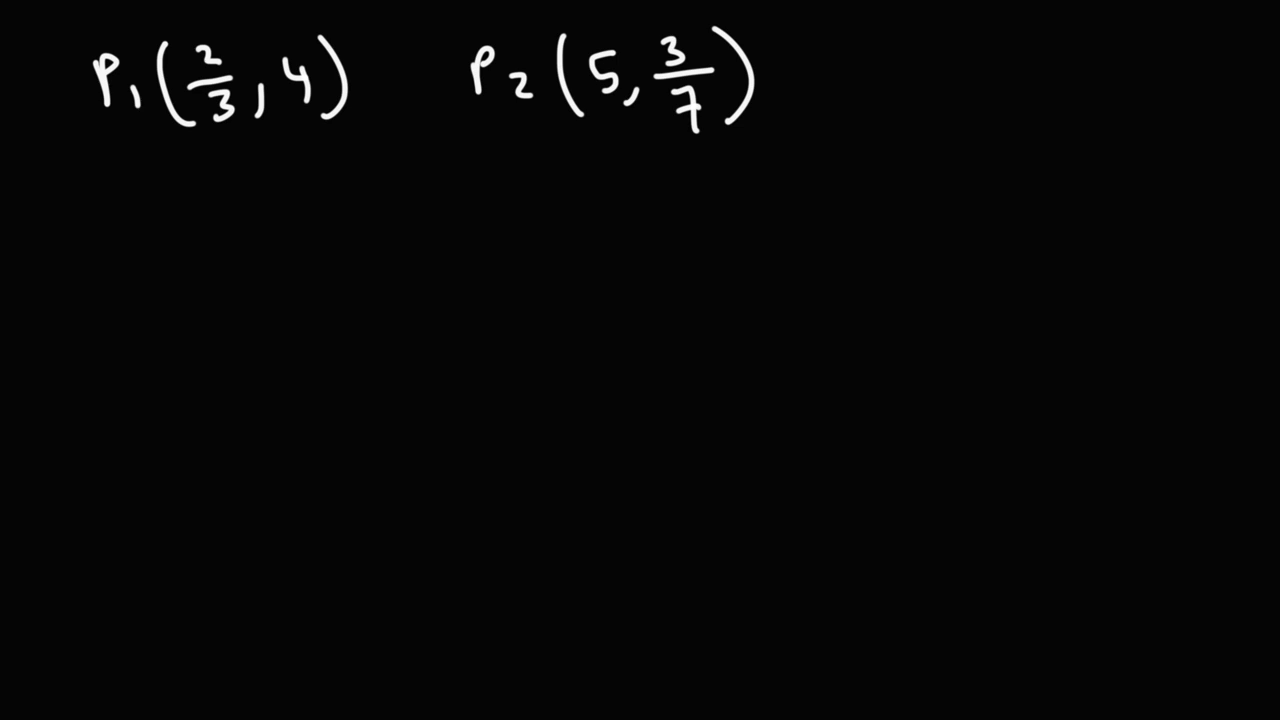 P₁(2/3, 4) P₂(5, 3/7)